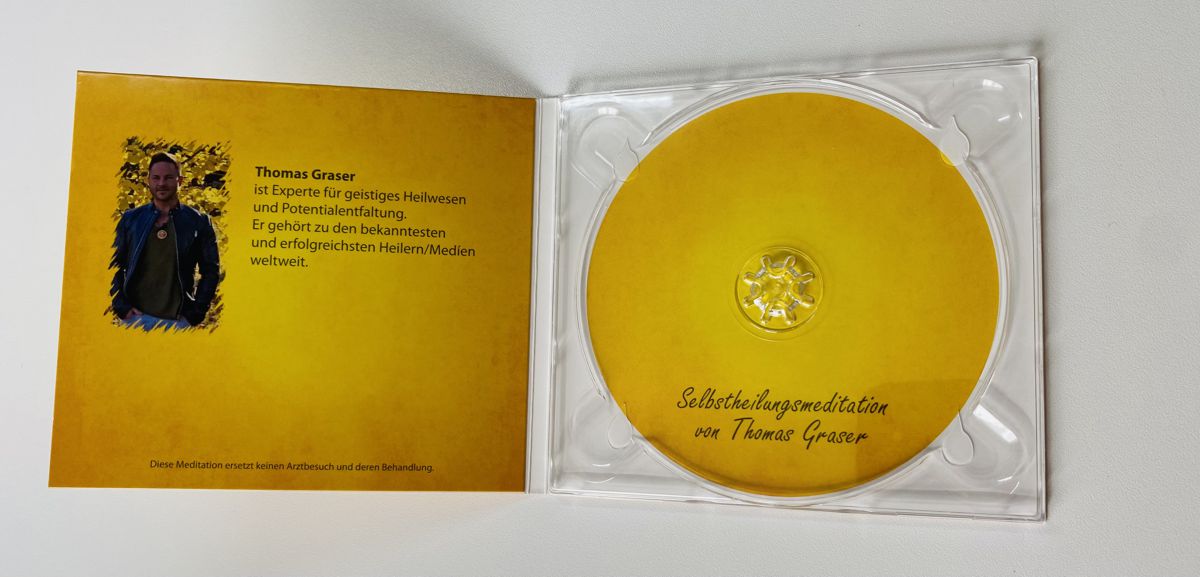 Thomas Graser
ist Experte für geistiges Heilwesen
und Potentialentfaltung.
Er gehört zu den bekanntesten
und erfolgreichsten Heilern/Medien
weltweit.
Diese Meditation ersetzt keinen Arztbesuch und deren Behandlung.
Selbstheilungsmeditation
von Thomas Graser